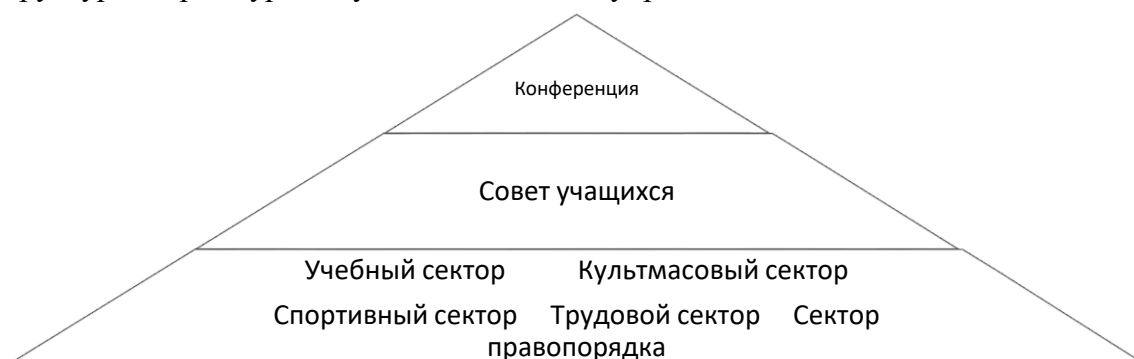 Конференция
Совет учащихся
Учебный сектор Культмасовый сектор
Спортивный сектор Трудовой сектор Сектор
правопорядка